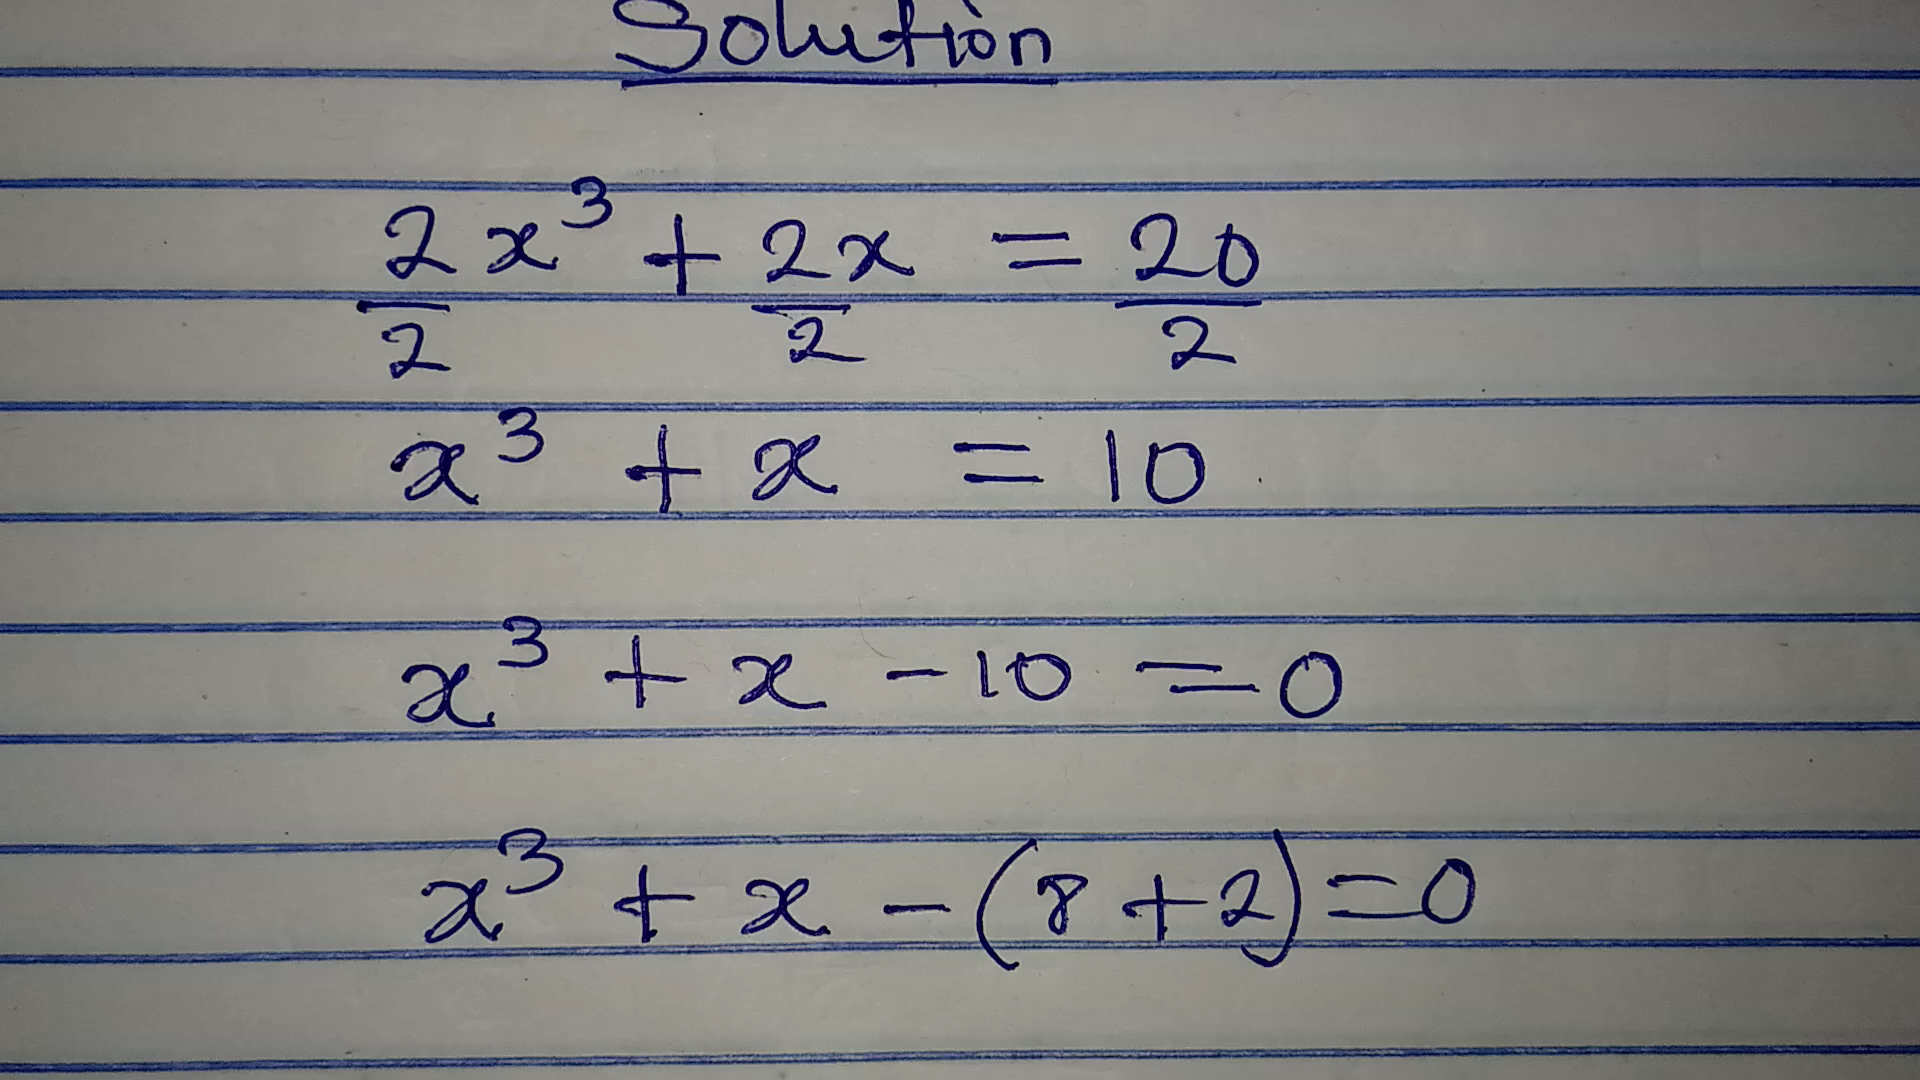 Solution
2x³ + 2x = 20
2 2 2
x³ + x = 10
x³ + x - 10 = 0
x³ + x - (8 + 2) = 0